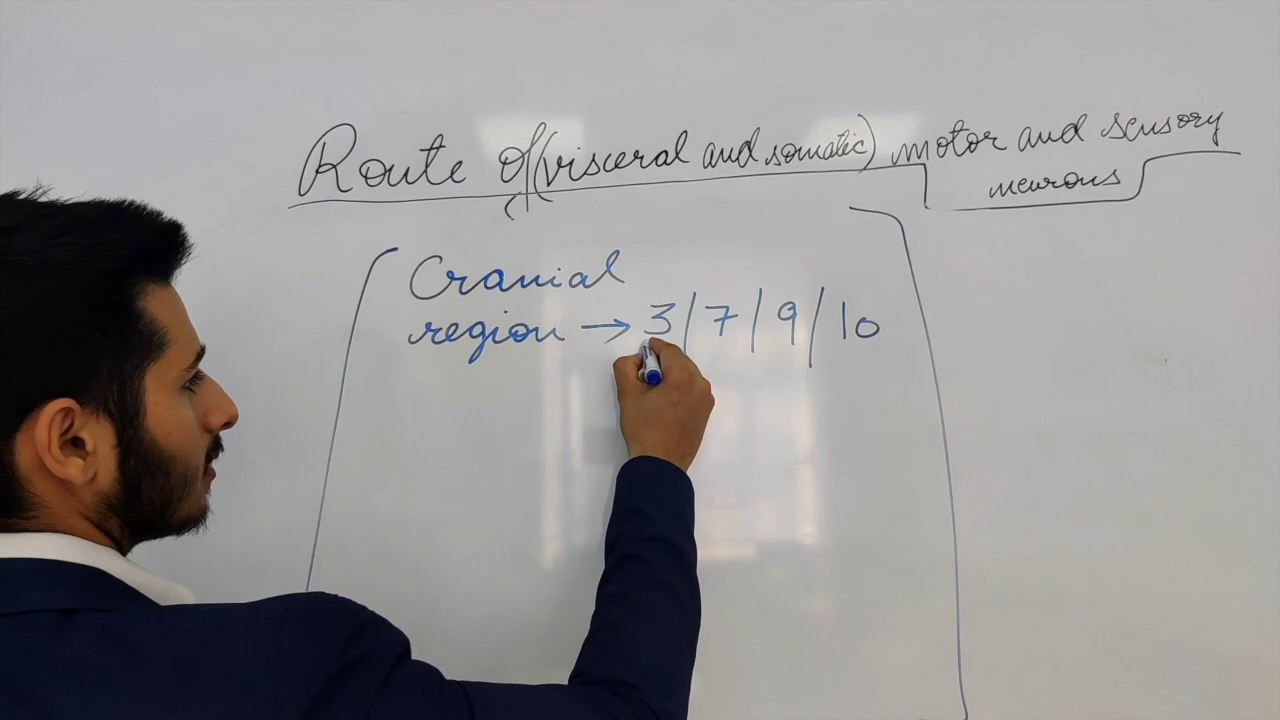 Route of (visceral and somatic) motor and sensory
neurons
Cranial
region → 3/7/9/10